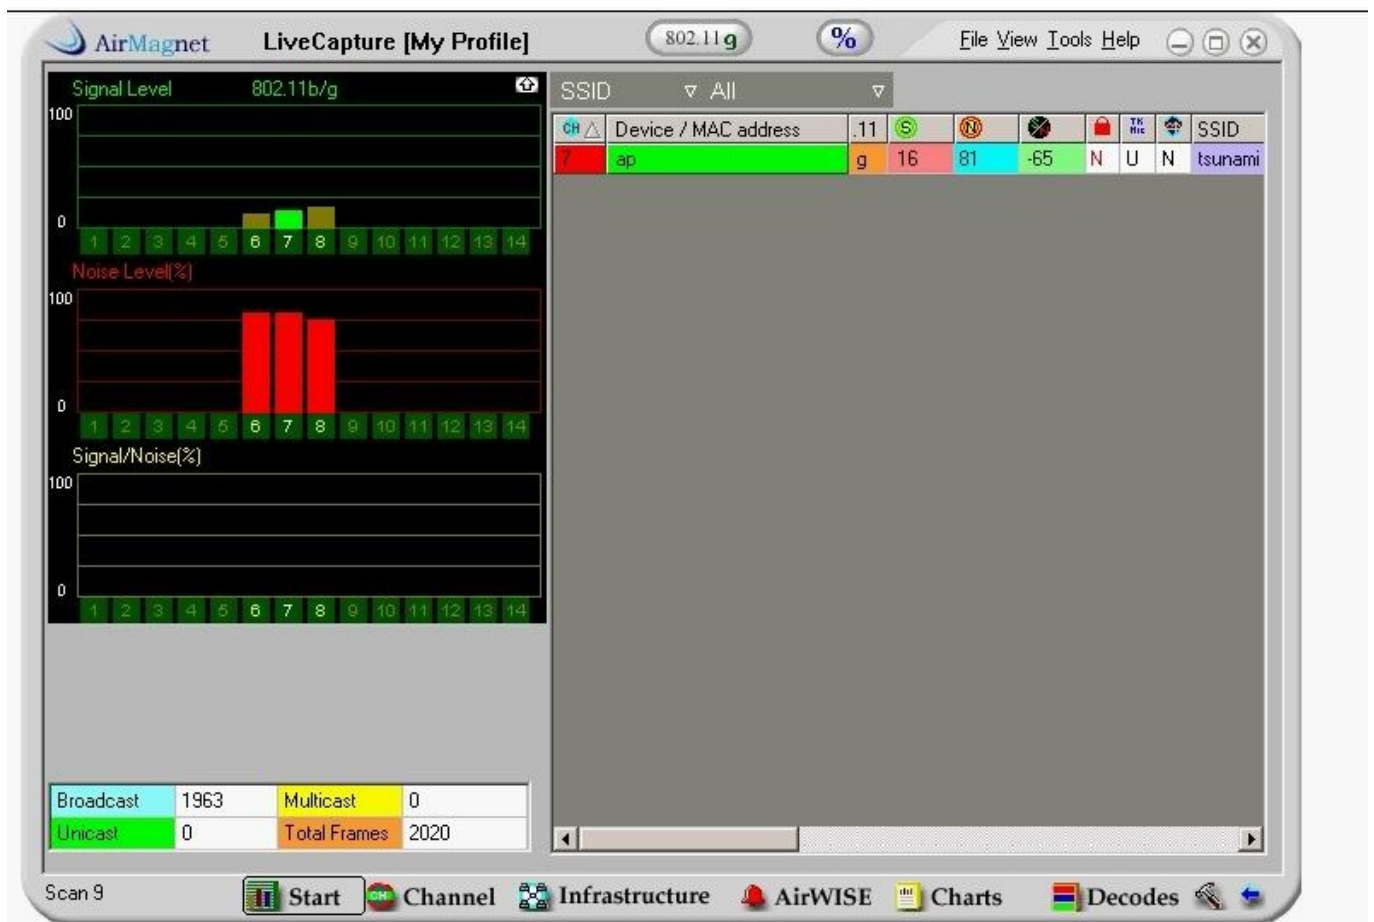 AirMagnet LiveCapture [My Profile] 802.11g % File View Tools Help
Signal Level 802.11b/g
100
0
1 2 3 4 5 6 7 8 9 10 11 12 13 14
Noise Level(%)
100
0
1 2 3 4 5 6 7 8 9 10 11 12 13 14
Signal/Noise(%)
100
0
1 2 3 4 5 6 7 8 9 10 11 12 13 14
Broadcast 1963 Multicast 0
Unicast 0 Total Frames 2020
SSID All
CH Device / MAC address .11 S N SSID
7 ap g 16 81 -65 N U N tsunami
Scan 9 Start CH Channel Infrastructure AirWISE Charts Decodes